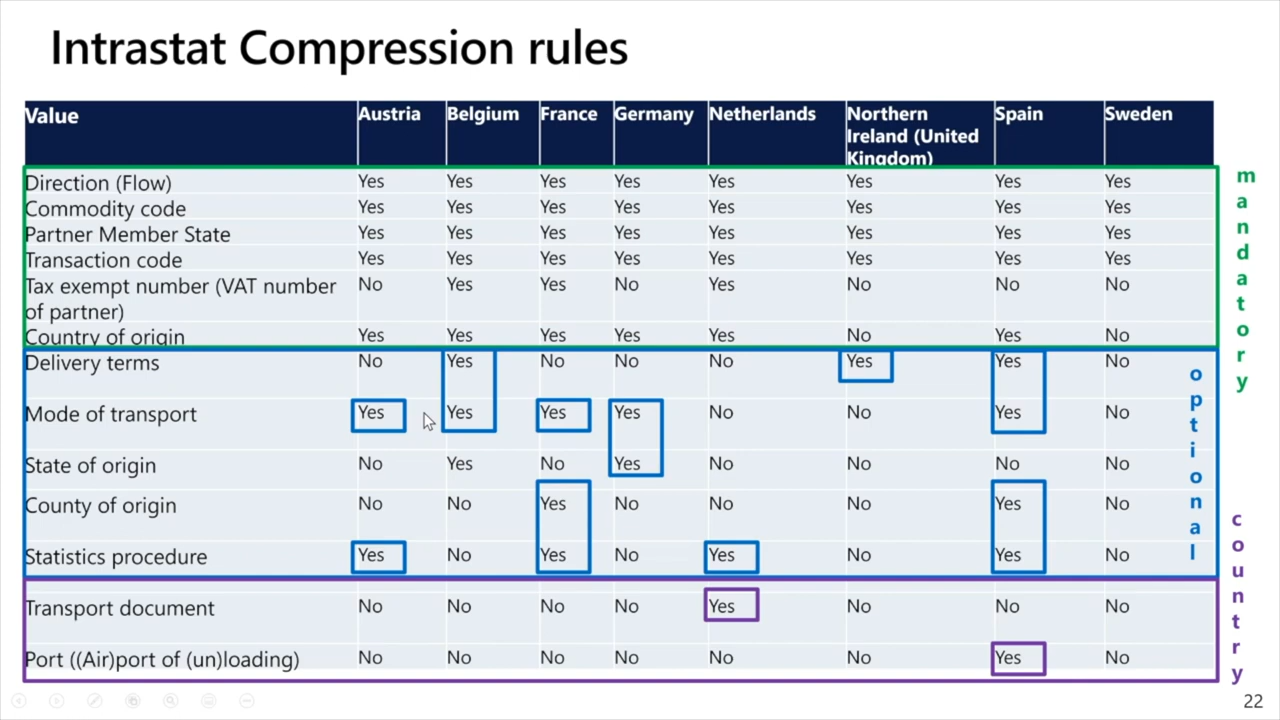 Intrastat Compression rules
Value Austria Belgium France Germany Netherlands Northern Ireland (United Kingdom) Spain Sweden
Direction (Flow) Yes Yes Yes Yes Yes Yes Yes Yes
Commodity code Yes Yes Yes Yes Yes Yes Yes Yes
Partner Member State Yes Yes Yes Yes Yes Yes Yes Yes
Transaction code Yes Yes Yes Yes Yes Yes Yes Yes
Tax exempt number (VAT number of partner) No Yes Yes No Yes No No No
Country of origin Yes Yes Yes Yes Yes No Yes No
Delivery terms No Yes No No No Yes Yes No
Mode of transport Yes Yes Yes Yes No No Yes No
State of origin No Yes No Yes No No No No
County of origin No No Yes No No No Yes No
Statistics procedure Yes No Yes No Yes No Yes No
Transport document No No No No Yes No No No
Port ((Air)port of (un)loading) No No No No No No Yes No
mandatory
optional
country
22